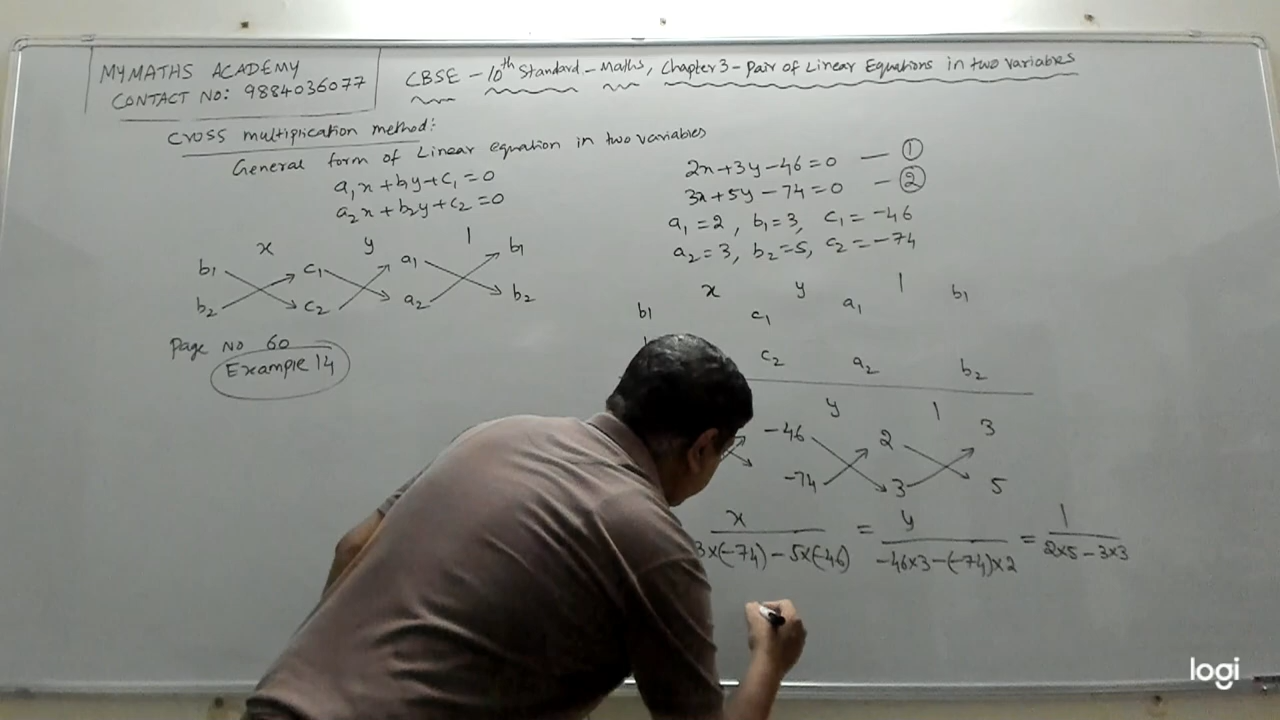 MYMATHS ACADEMY
CONTACT NO: 9884036077
CBSE - 10th Standard - Maths, Chapter 3 - Pair of Linear Equations in two variables
Cross multiplication method:
General form of Linear equation in two variables
a₁x + b₁y + c₁ = 0
a₂x + b₂y + c₂ = 0
x y 1
b₁ c₁ a₁ b₁
b₂ c₂ a₂ b₂
Page No 60
Example 14
2x + 3y - 46 = 0 — ①
3x + 5y - 74 = 0 — ②
a₁ = 2, b₁ = 3, c₁ = -46
a₂ = 3, b₂ = 5, c₂ = -74
x y 1
b₁ c₁ a₁ b₁
c₂ a₂ b₂
y 1
-46 2 3
-74 3 5
x = y = 1
3×(-74) - 5×(-46) -46×3 - (-74)×2 2×5 - 3×3
logi